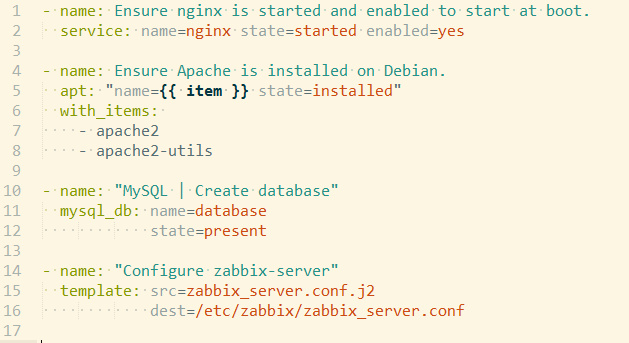 1 - name: Ensure nginx is started and enabled to start at boot.
2   service: name=nginx state=started enabled=yes
3
4 - name: Ensure Apache is installed on Debian.
5   apt: "name={{ item }} state=installed"
6   with_items:
7     - apache2
8     - apache2-utils
9
10 - name: "MySQL | Create database"
11   mysql_db: name=database
12             state=present
13
14 - name: "Configure zabbix-server"
15   template: src=zabbix_server.conf.j2
16             dest=/etc/zabbix/zabbix_server.conf
17